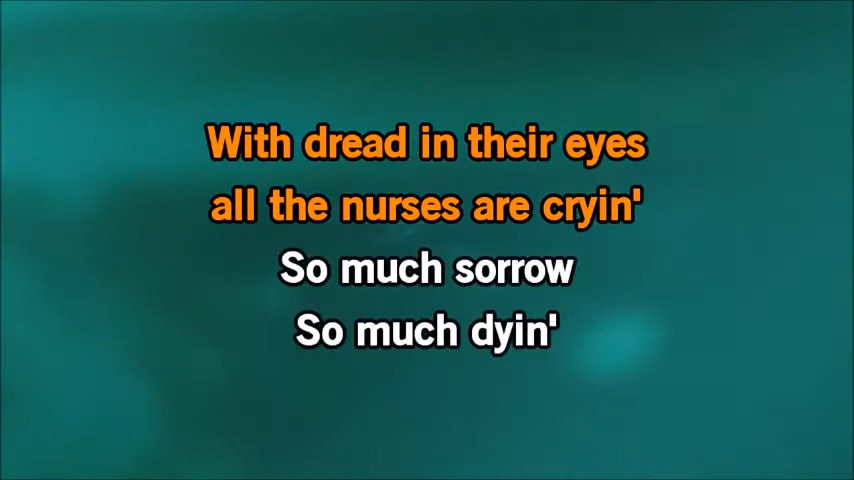 With dread in their eyes
all the nurses are cryin'
So much sorrow
So much dyin'